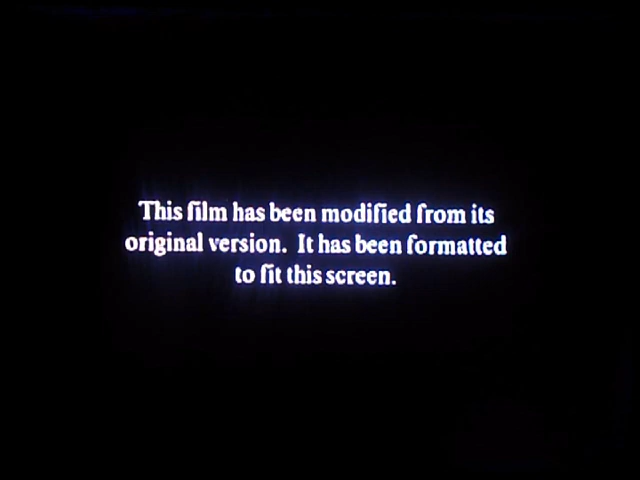 This film has been modified from its
original version.  It has been formatted
to fit this screen.